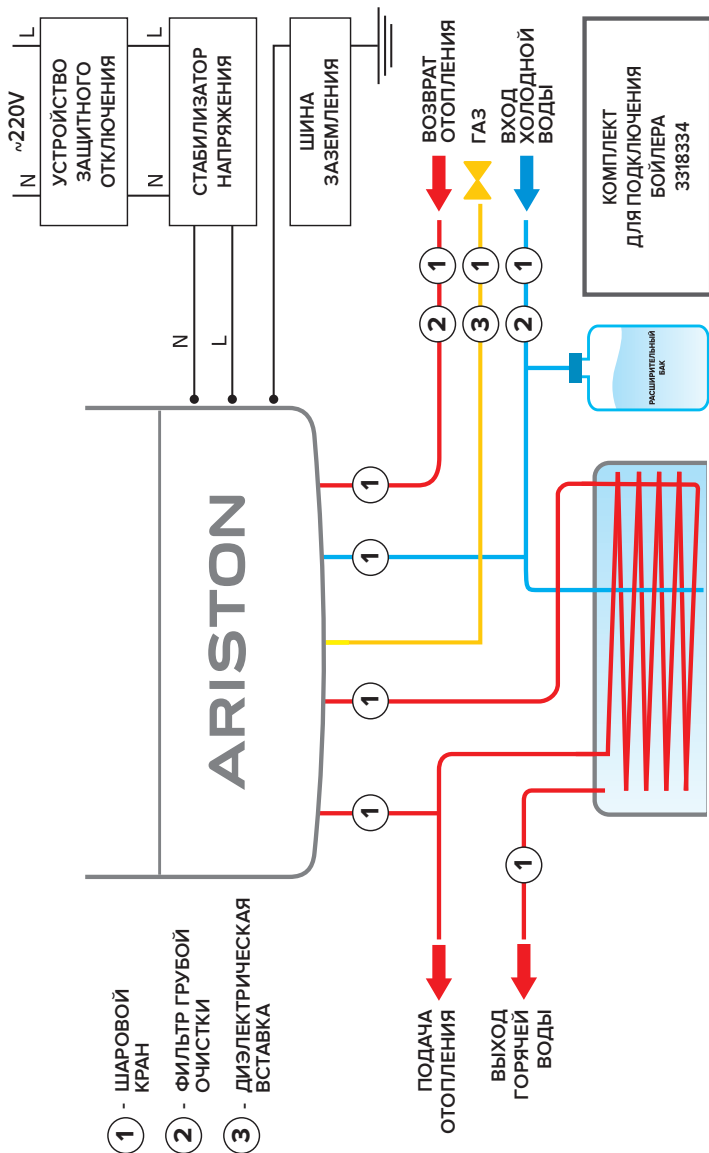 1 - ШАРОВОЙ
КРАН
2 - ФИЛЬТР ГРУБОЙ
ОЧИСТКИ
3 - ДИЭЛЕКТРИЧЕСКАЯ
ВСТАВКА
ARISTON
~220V
N
L
УСТРОЙСТВО
ЗАЩИТНОГО
ОТКЛЮЧЕНИЯ
N
L
СТАБИЛИЗАТОР
НАПРЯЖЕНИЯ
N
L
ШИНА
ЗАЗЕМЛЕНИЯ
1
1
1
1
2
1
3
1
2
1
1
ВОЗВРАТ
ОТОПЛЕНИЯ
ГАЗ
ВХОД
ХОЛОДНОЙ
ВОДЫ
ПОДАЧА
ОТОПЛЕНИЯ
ВЫХОД
ГОРЯЧЕЙ
ВОДЫ
РАСШИРИТЕЛЬНЫЙ
БАК
КОМПЛЕКТ
ДЛЯ ПОДКЛЮЧЕНИЯ
БОЙЛЕРА
3318334